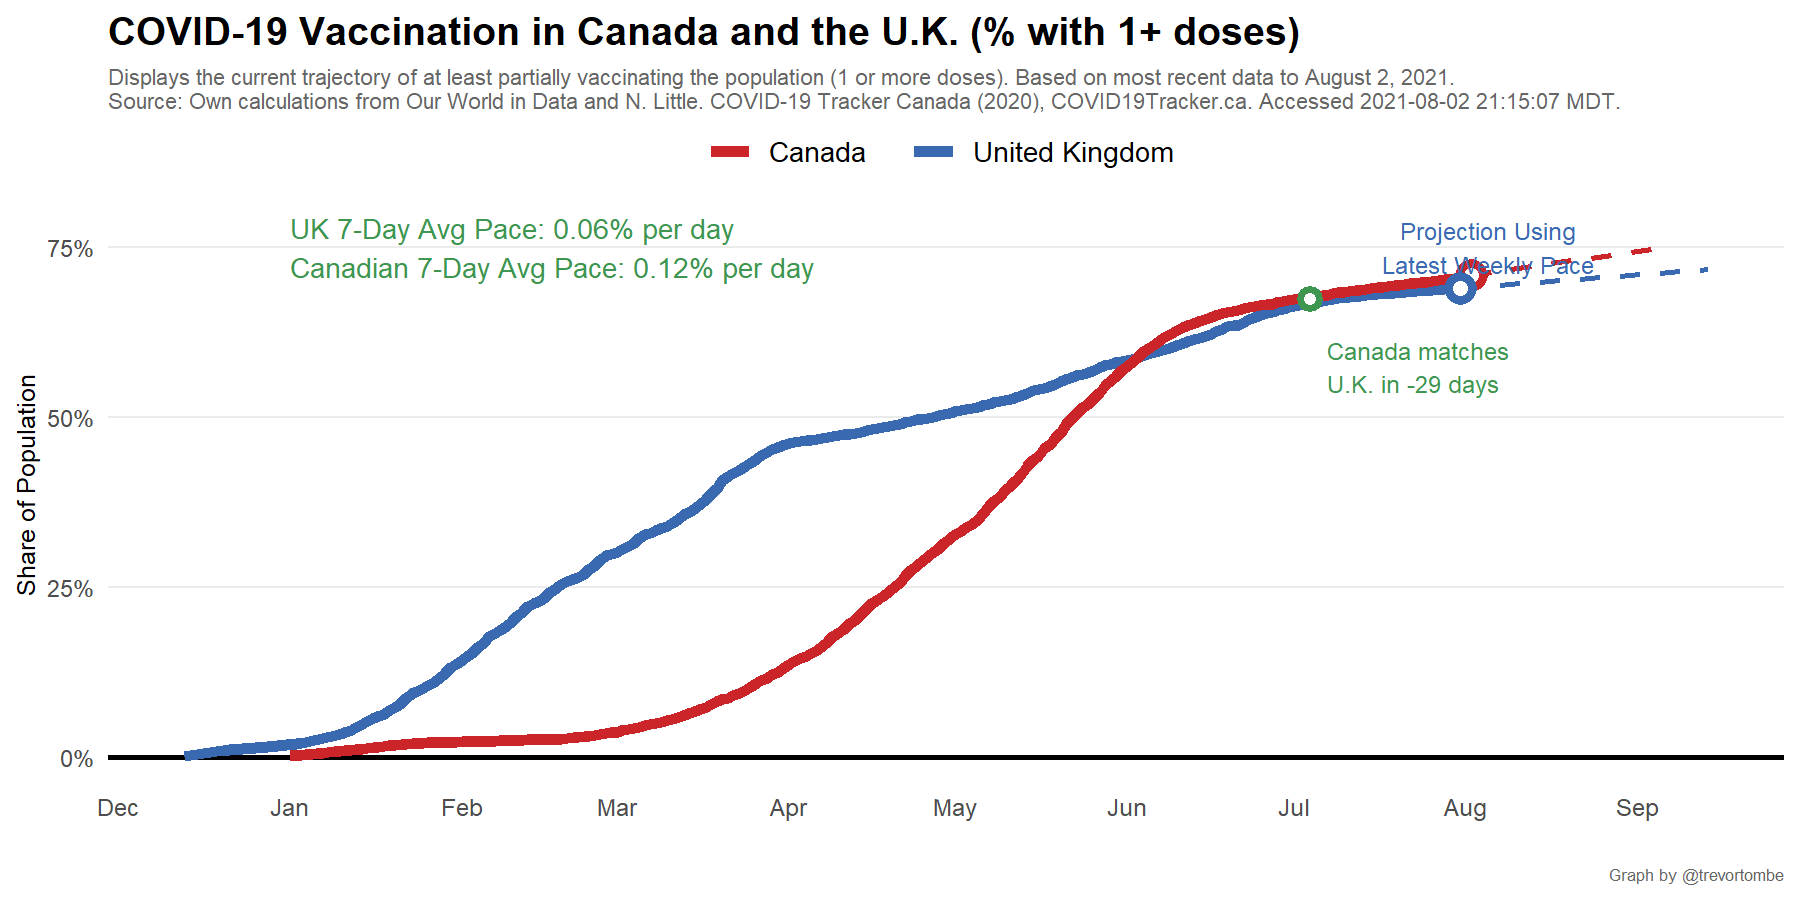 COVID-19 Vaccination in Canada and the U.K. (% with 1+ doses)
Displays the current trajectory of at least partially vaccinating the population (1 or more doses). Based on most recent data to August 2, 2021.
Source: Own calculations from Our World in Data and N. Little. COVID-19 Tracker Canada (2020), COVID19Tracker.ca. Accessed 2021-08-02 21:15:07 MDT.
Canada United Kingdom
UK 7-Day Avg Pace: 0.06% per day
Canadian 7-Day Avg Pace: 0.12% per day
Projection Using
Latest Weekly Pace
Canada matches
U.K. in -29 days
Share of Population
75%
50%
25%
0%
Dec Jan Feb Mar Apr May Jun Jul Aug Sep
Graph by @trevortombe